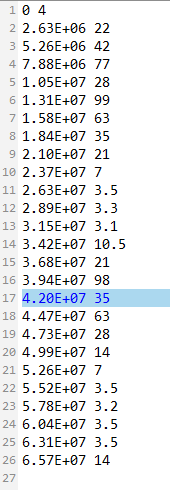 1 0 4
2 2.63E+06 22
3 5.26E+06 42
4 7.88E+06 77
5 1.05E+07 28
6 1.31E+07 99
7 1.58E+07 63
8 1.84E+07 35
9 2.10E+07 21
10 2.37E+07 7
11 2.63E+07 3.5
12 2.89E+07 3.3
13 3.15E+07 3.1
14 3.42E+07 10.5
15 3.68E+07 21
16 3.94E+07 98
17 4.20E+07 35
18 4.47E+07 63
19 4.73E+07 28
20 4.99E+07 14
21 5.26E+07 7
22 5.52E+07 3.5
23 5.78E+07 3.2
24 6.04E+07 3.5
25 6.31E+07 3.5
26 6.57E+07 14
27